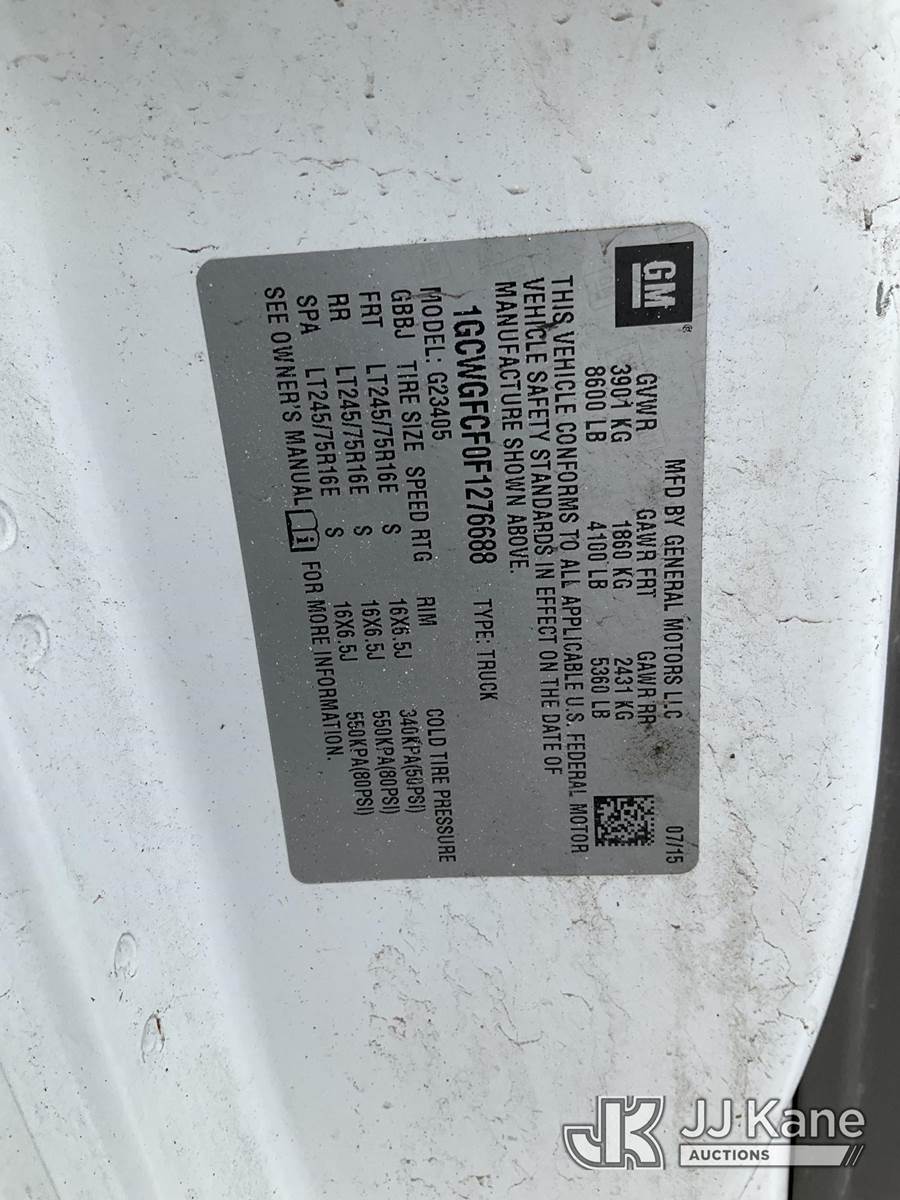 GM®
MFD BY GENERAL MOTORS LLC 07/15
GVWR GAWR FRT GAWR RR
3901 KG 1860 KG 2431 KG
8600 LB 4100 LB 5360 LB
THIS VEHICLE CONFORMS TO ALL APPLICABLE U.S. FEDERAL MOTOR
VEHICLE SAFETY STANDARDS IN EFFECT ON THE DATE OF
MANUFACTURE SHOWN ABOVE.
1GCWGFCF0F1276688 TYPE: TRUCK
MODEL: G23405
GBBJ TIRE SIZE SPEED RTG RIM COLD TIRE PRESSURE
FRT LT245/75R16E S 16X6.5J 340KPA(50PSI)
RR LT245/75R16E S 16X6.5J 550KPA(80PSI)
SPA LT245/75R16E S 16X6.5J 550KPA(80PSI)
SEE OWNER'S MANUAL FOR MORE INFORMATION.
JK JJ Kane
AUCTIONS